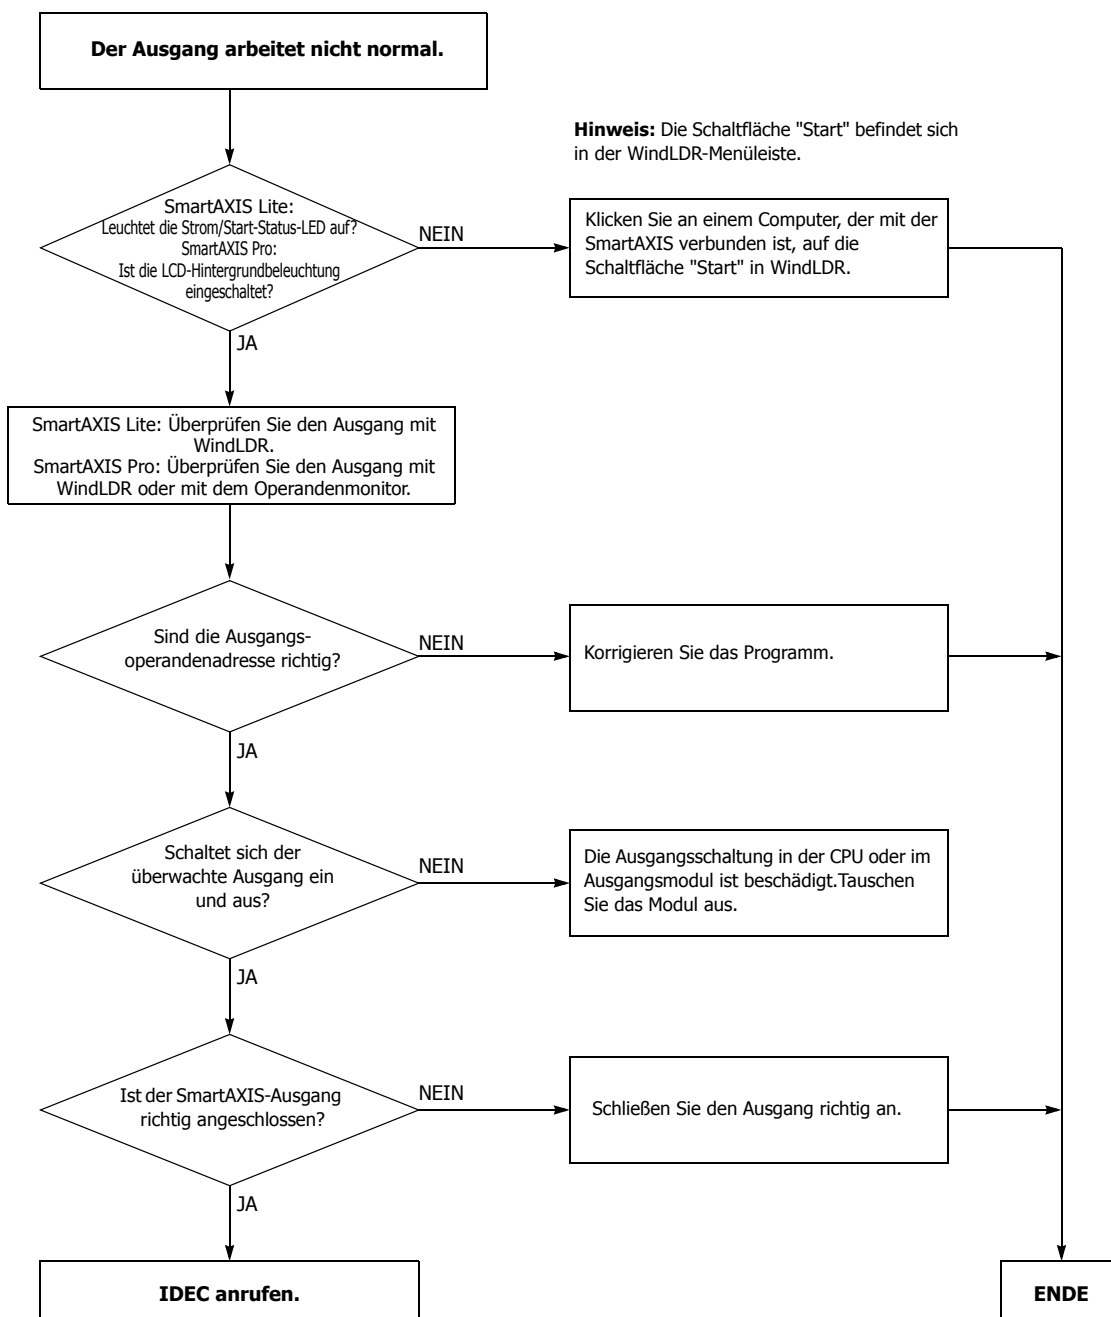 Der Ausgang arbeitet nicht normal.
Hinweis: Die Schaltfläche "Start" befindet sich
in der WindLDR-Menüleiste.
SmartAXIS Lite:
Leuchtet die Strom/Start-Status-LED auf?
SmartAXIS Pro:
Ist die LCD-Hintergrundbeleuchtung
eingeschaltet?
NEIN
Klicken Sie an einem Computer, der mit der
SmartAXIS verbunden ist, auf die
Schaltfläche "Start" in WindLDR.
JA
SmartAXIS Lite: Überprüfen Sie den Ausgang mit
WindLDR.
SmartAXIS Pro: Überprüfen Sie den Ausgang mit
WindLDR oder mit dem Operandenmonitor.
Sind die Ausgangs-
operandenadresse richtig?
NEIN
Korrigieren Sie das Programm.
JA
Schaltet sich der
überwachte Ausgang ein
und aus?
NEIN
Die Ausgangsschaltung in der CPU oder im
Ausgangsmodul ist beschädigt.Tauschen
Sie das Modul aus.
JA
Ist der SmartAXIS-Ausgang
richtig angeschlossen?
NEIN
Schließen Sie den Ausgang richtig an.
JA
IDEC anrufen.
ENDE